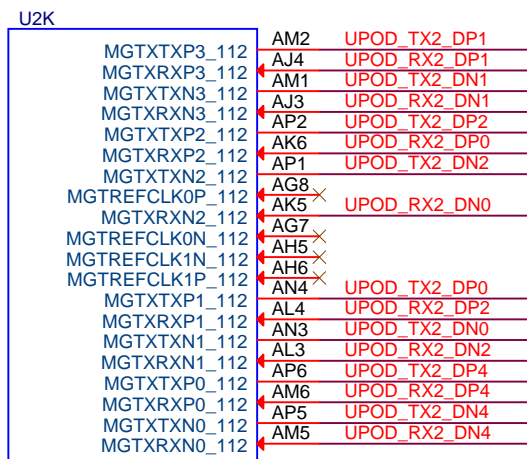 U2K
MGTXTXP3_112 AM2 UPOD_TX2_DP1
MGTXRXP3_112 AJ4 UPOD_RX2_DP1
MGTXTXN3_112 AM1 UPOD_TX2_DN1
MGTXRXN3_112 AJ3 UPOD_RX2_DN1
MGTXTXP2_112 AP2 UPOD_TX2_DP2
MGTXRXP2_112 AK6 UPOD_RX2_DP0
MGTXTXN2_112 AP1 UPOD_TX2_DN2
MGTREFCLK0P_112 AG8
MGTXRXN2_112 AK5 UPOD_RX2_DN0
MGTREFCLK0N_112 AG7
MGTREFCLK1N_112 AH5
MGTREFCLK1P_112 AH6
MGTXTXP1_112 AN4 UPOD_TX2_DP0
MGTXRXP1_112 AL4 UPOD_RX2_DP2
MGTXTXN1_112 AN3 UPOD_TX2_DN0
MGTXRXN1_112 AL3 UPOD_RX2_DN2
MGTXTXP0_112 AP6 UPOD_TX2_DP4
MGTXRXP0_112 AM6 UPOD_RX2_DP4
MGTXTXN0_112 AP5 UPOD_TX2_DN4
MGTXRXN0_112 AM5 UPOD_RX2_DN4